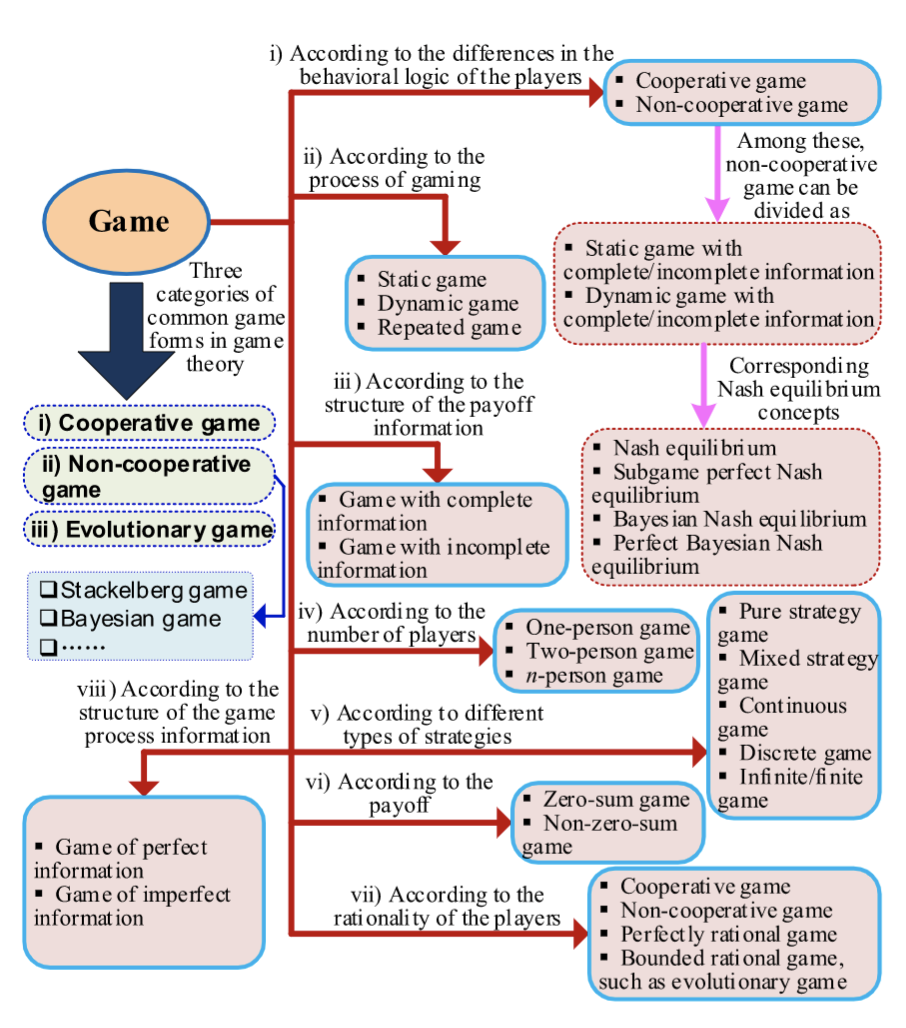 i) According to the differences in the
behavioral logic of the players
▪ Cooperative game
▪ Non-cooperative game
Among these,
non-cooperative
game can be
divided as
▪ Static game with
complete/incomplete information
▪ Dynamic game with
complete/incomplete information
Corresponding
Nash equilibrium
concepts
▪ Nash equilibrium
▪ Subgame perfect Nash
equilibrium
▪ Bayesian Nash equilibrium
▪ Perfect Bayesian Nash
equilibrium
ii) According to the
process of gaming
▪ Static game
▪ Dynamic game
▪ Repeated game
Game
Three
categories of
common game
forms in game
theory
i) Cooperative game
ii) Non-cooperative
game
iii) Evolutionary game
❑Stackelberg game
❑Bayesian game
❑……
iii) According to the
structure of the payoff
information
▪ Game with complete
information
▪ Game with incomplete
information
iv) According to the
number of players
▪ One-person game
▪ Two-person game
▪ n-person game
v) According to different
types of strategies
▪ Pure strategy
game
▪ Mixed strategy
game
▪ Continuous
game
▪ Discrete game
▪ Infinite/finite
game
vi) According to the
payoff
▪ Zero-sum game
▪ Non-zero-sum
game
vii) According to the
rationality of the players
▪ Cooperative game
▪ Non-cooperative game
▪ Perfectly rational game
▪ Bounded rational game,
such as evolutionary game
viii) According to the
structure of the game
process information
▪ Game of perfect
information
▪ Game of imperfect
information